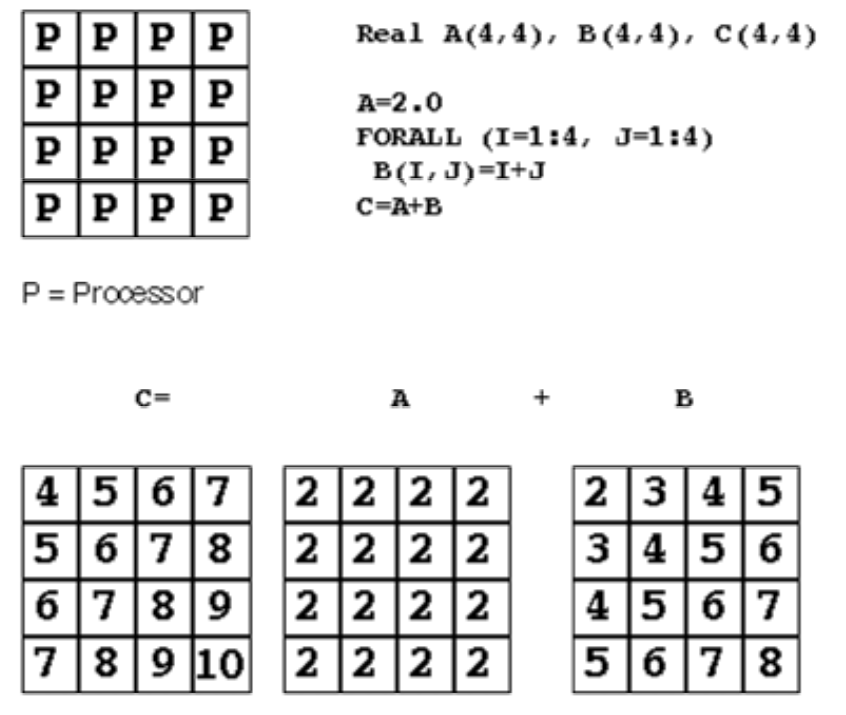 P P P P
P P P P
P P P P
P P P P
Real A(4,4), B(4,4), C(4,4)
A=2.0
FORALL (I=1:4, J=1:4)
B(I,J)=I+J
C=A+B
P = Processor
C= A + B
4 5 6 7 2 2 2 2 2 3 4 5
5 6 7 8 2 2 2 2 3 4 5 6
6 7 8 9 2 2 2 2 4 5 6 7
7 8 9 10 2 2 2 2 5 6 7 8